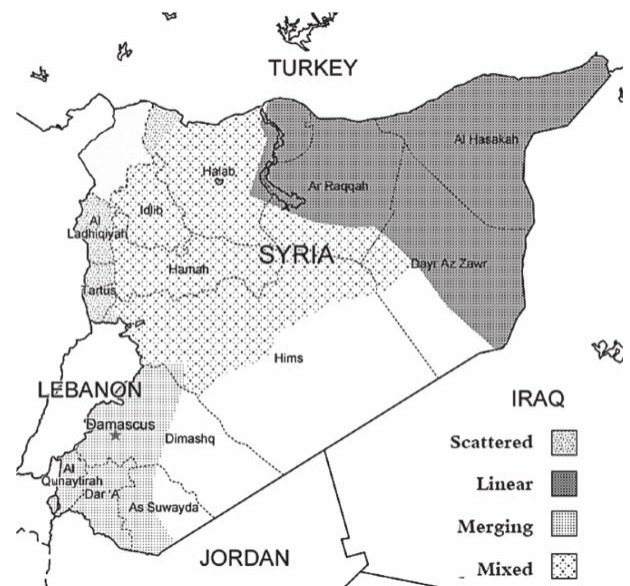 TURKEY
Al Hasakah
Halab
Ar Raqqah
Idlib
Al
Ladhiqiyah
SYRIA
Hamah
Dayr Az Zawr
Tartus
Hims
LEBANON
IRAQ
Damascus
Dimashq
Scattered
Al
Qunaytirah
Linear
Dar 'A'
As Suwayda
Merging
JORDAN
Mixed